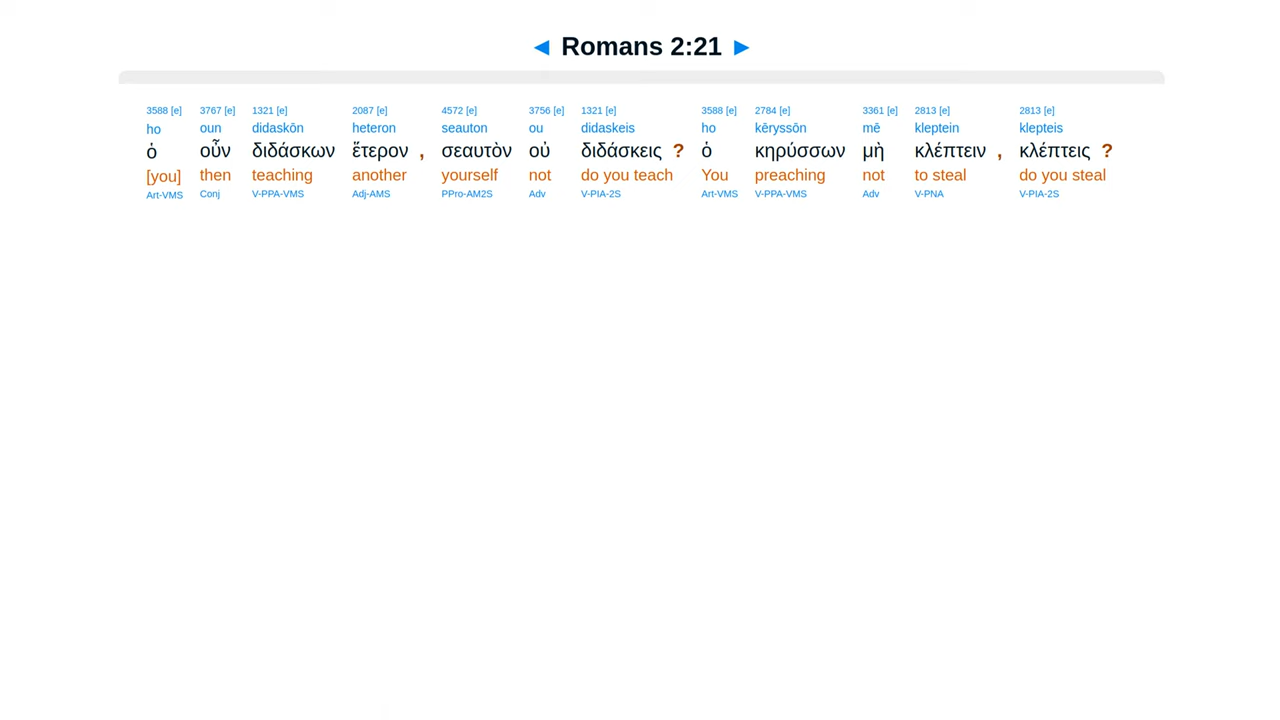 ◄ Romans 2:21 ►
3588 [e] 3767 [e] 1321 [e] 2087 [e] 4572 [e] 3756 [e] 1321 [e] 3588 [e] 2784 [e] 3361 [e] 2813 [e] 2813 [e]
ho oun didaskōn heteron seauton ou didaskeis ho kēryssōn mē kleptein klepteis
ὁ οὖν διδάσκων ἕτερον , σεαυτὸν οὐ διδάσκεις ? ὁ κηρύσσων μὴ κλέπτειν , κλέπτεις ?
[you] then teaching another yourself not do you teach You preaching not to steal do you steal
Art-VMS Conj V-PPA-VMS Adj-AMS PPro-AM2S Adv V-PIA-2S Art-VMS V-PPA-VMS Adv V-PNA V-PIA-2S